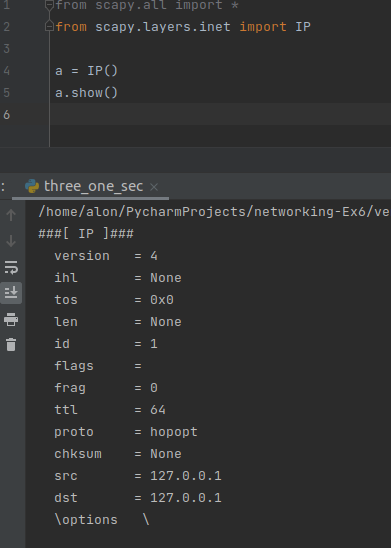 1 from scapy.all import *
2 from scapy.layers.inet import IP
3
4 a = IP()
5 a.show()
6
: three_one_sec ×
/home/alon/PycharmProjects/networking-Ex6/ve
###[ IP ]###
version = 4
ihl = None
tos = 0x0
len = None
id = 1
flags =
frag = 0
ttl = 64
proto = hopopt
chksum = None
src = 127.0.0.1
dst = 127.0.0.1
\options \